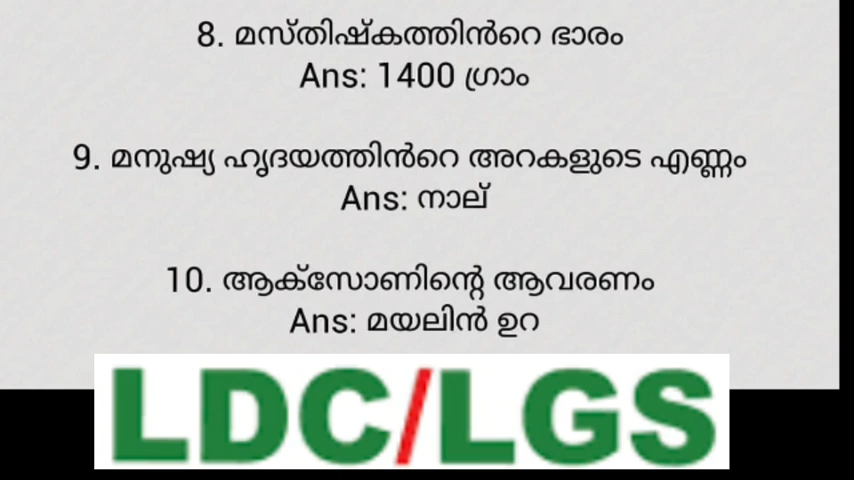 8. മസ്തിഷ്കത്തിൻറെ ഭാരം
Ans: 1400 ഗ്രാം
9. മനുഷ്യ ഹൃദയത്തിൻറെ അറകളുടെ എണ്ണം
Ans: നാല്
10. ആക്സോണിന്റെ ആവരണം
Ans: മയലിൻ ഉറ
LDC/LGS